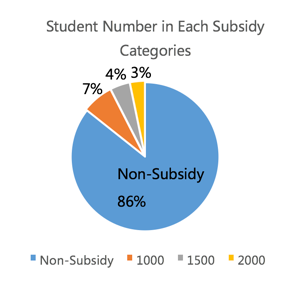 Student Number in Each Subsidy
Categories
4% 3%
7%
Non-Subsidy
86%
Non-Subsidy 1000 1500 2000